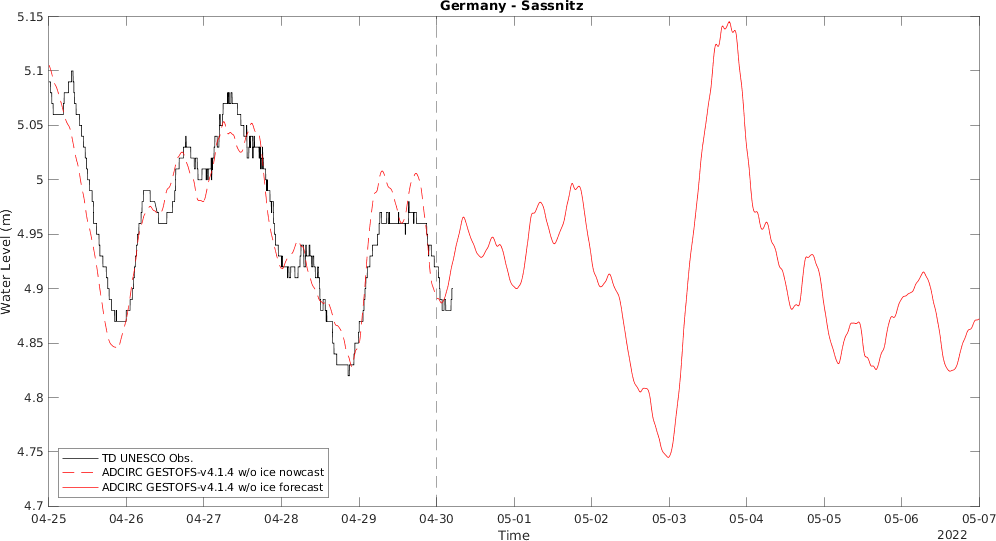 Germany - Sassnitz
5.15
5.1
5.05
5
4.95
4.9
4.85
4.8
4.75
4.7
Water Level (m)
TD UNESCO Obs.
ADCIRC GESTOFS-v4.1.4 w/o ice nowcast
ADCIRC GESTOFS-v4.1.4 w/o ice forecast
04-25 04-26 04-27 04-28 04-29 04-30 05-01 05-02 05-03 05-04 05-05 05-06 05-07
Time
2022